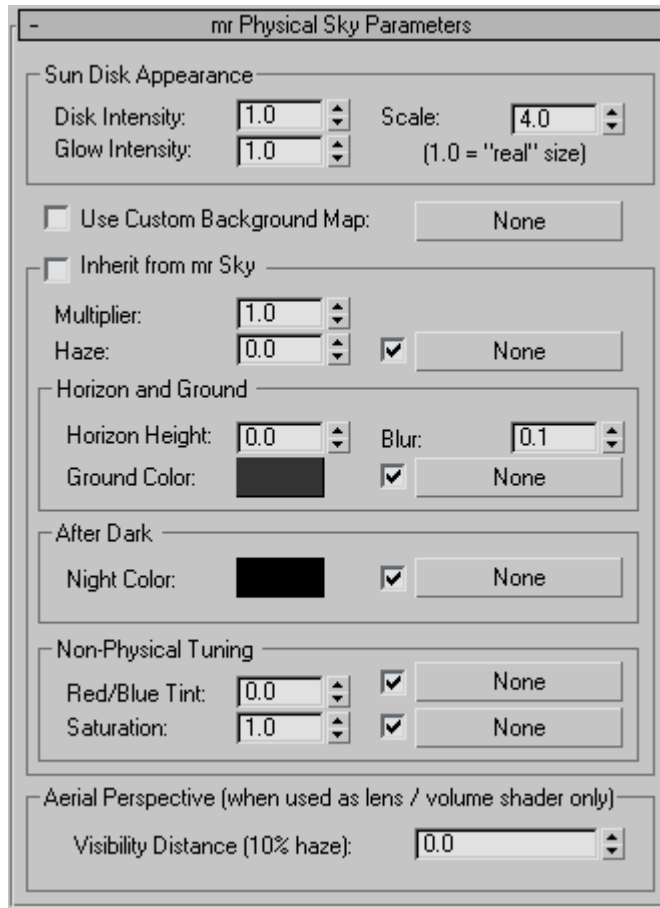 - mr Physical Sky Parameters
Sun Disk Appearance
Disk Intensity: 1.0 Scale: 4.0
Glow Intensity: 1.0 (1.0 = "real" size)
Use Custom Background Map: None
Inherit from mr Sky
Multiplier: 1.0
Haze: 0.0 None
Horizon and Ground
Horizon Height: 0.0 Blur: 0.1
Ground Color: None
After Dark
Night Color: None
Non-Physical Tuning
Red/Blue Tint: 0.0 None
Saturation: 1.0 None
Aerial Perspective (when used as lens / volume shader only)
Visibility Distance (10% haze): 0.0